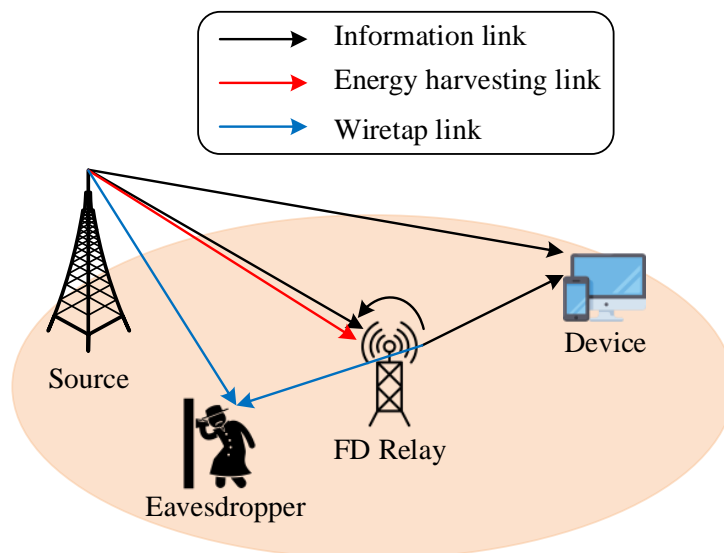 Information link
Energy harvesting link
Wiretap link
Source
Device
FD Relay
Eavesdropper